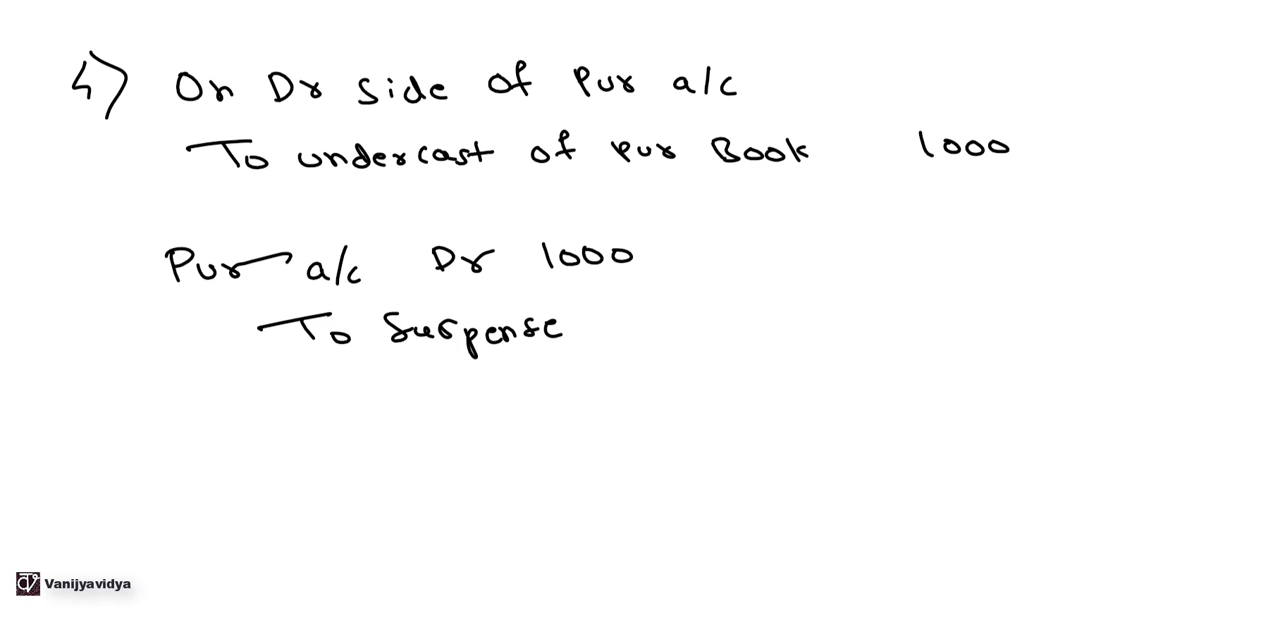 4) On Dr side of Pur a/c
To undercast of pur Book 1000
Pur a/c Dr 1000
To Suspense
Vanijyavidya